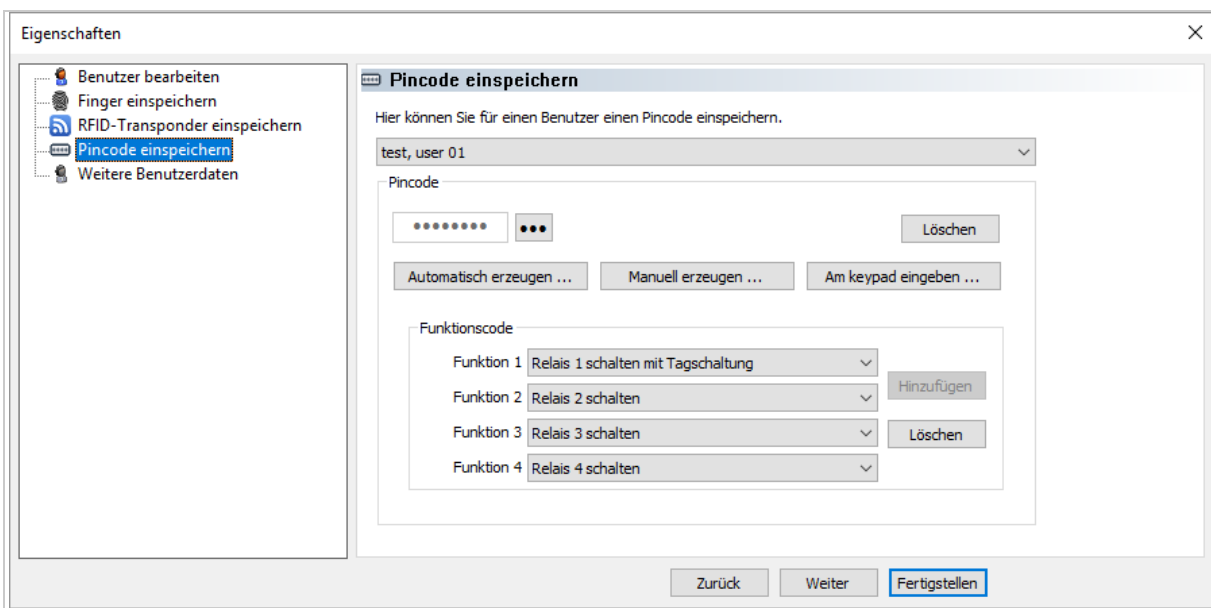 Eigenschaften
Benutzer bearbeiten
Finger einspeichern
RFID-Transponder einspeichern
Pincode einspeichern
Weitere Benutzerdaten
Pincode einspeichern
Hier können Sie für einen Benutzer einen Pincode einspeichern.
test, user 01
Pincode
•••••••• •••
Löschen
Automatisch erzeugen ... Manuell erzeugen ... Am keypad eingeben ...
Funktionscode
Funktion 1 Relais 1 schalten mit Tagschaltung
Hinzufügen
Funktion 2 Relais 2 schalten
Funktion 3 Relais 3 schalten
Löschen
Funktion 4 Relais 4 schalten
Zurück Weiter Fertigstellen